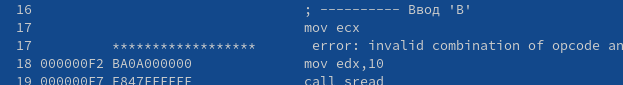 16 ; ---------- Ввод 'B'
17 mov ecx
17 ****************** error: invalid combination of opcode an
18 000000F2 BA0A000000 mov edx,10
19 000000F7 E847FFFFFF call sread